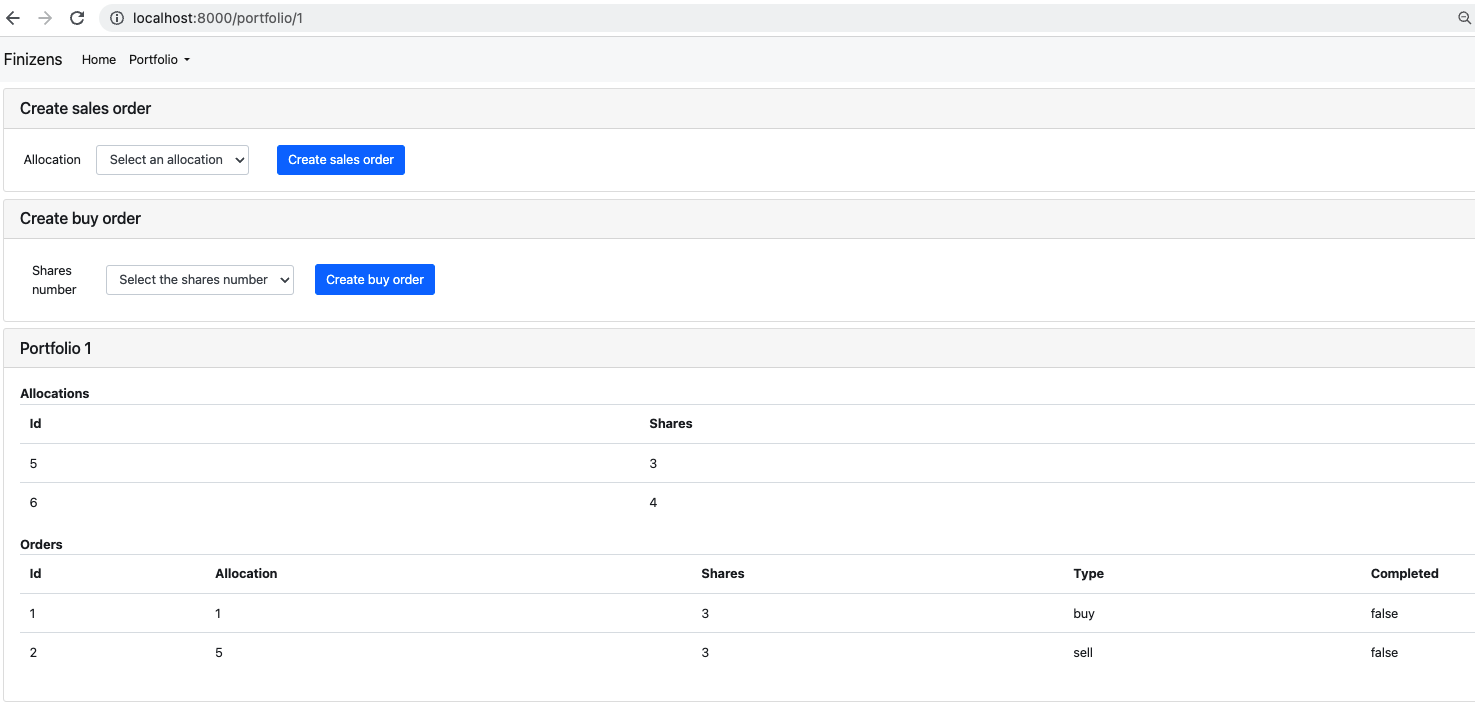 localhost:8000/portfolio/1
Finizens Home Portfolio
Create sales order
Allocation Select an allocation Create sales order
Create buy order
Shares number Select the shares number Create buy order
Portfolio 1
Allocations
Id Shares
5 3
6 4
Orders
Id Allocation Shares Type Completed
1 1 3 buy false
2 5 3 sell false